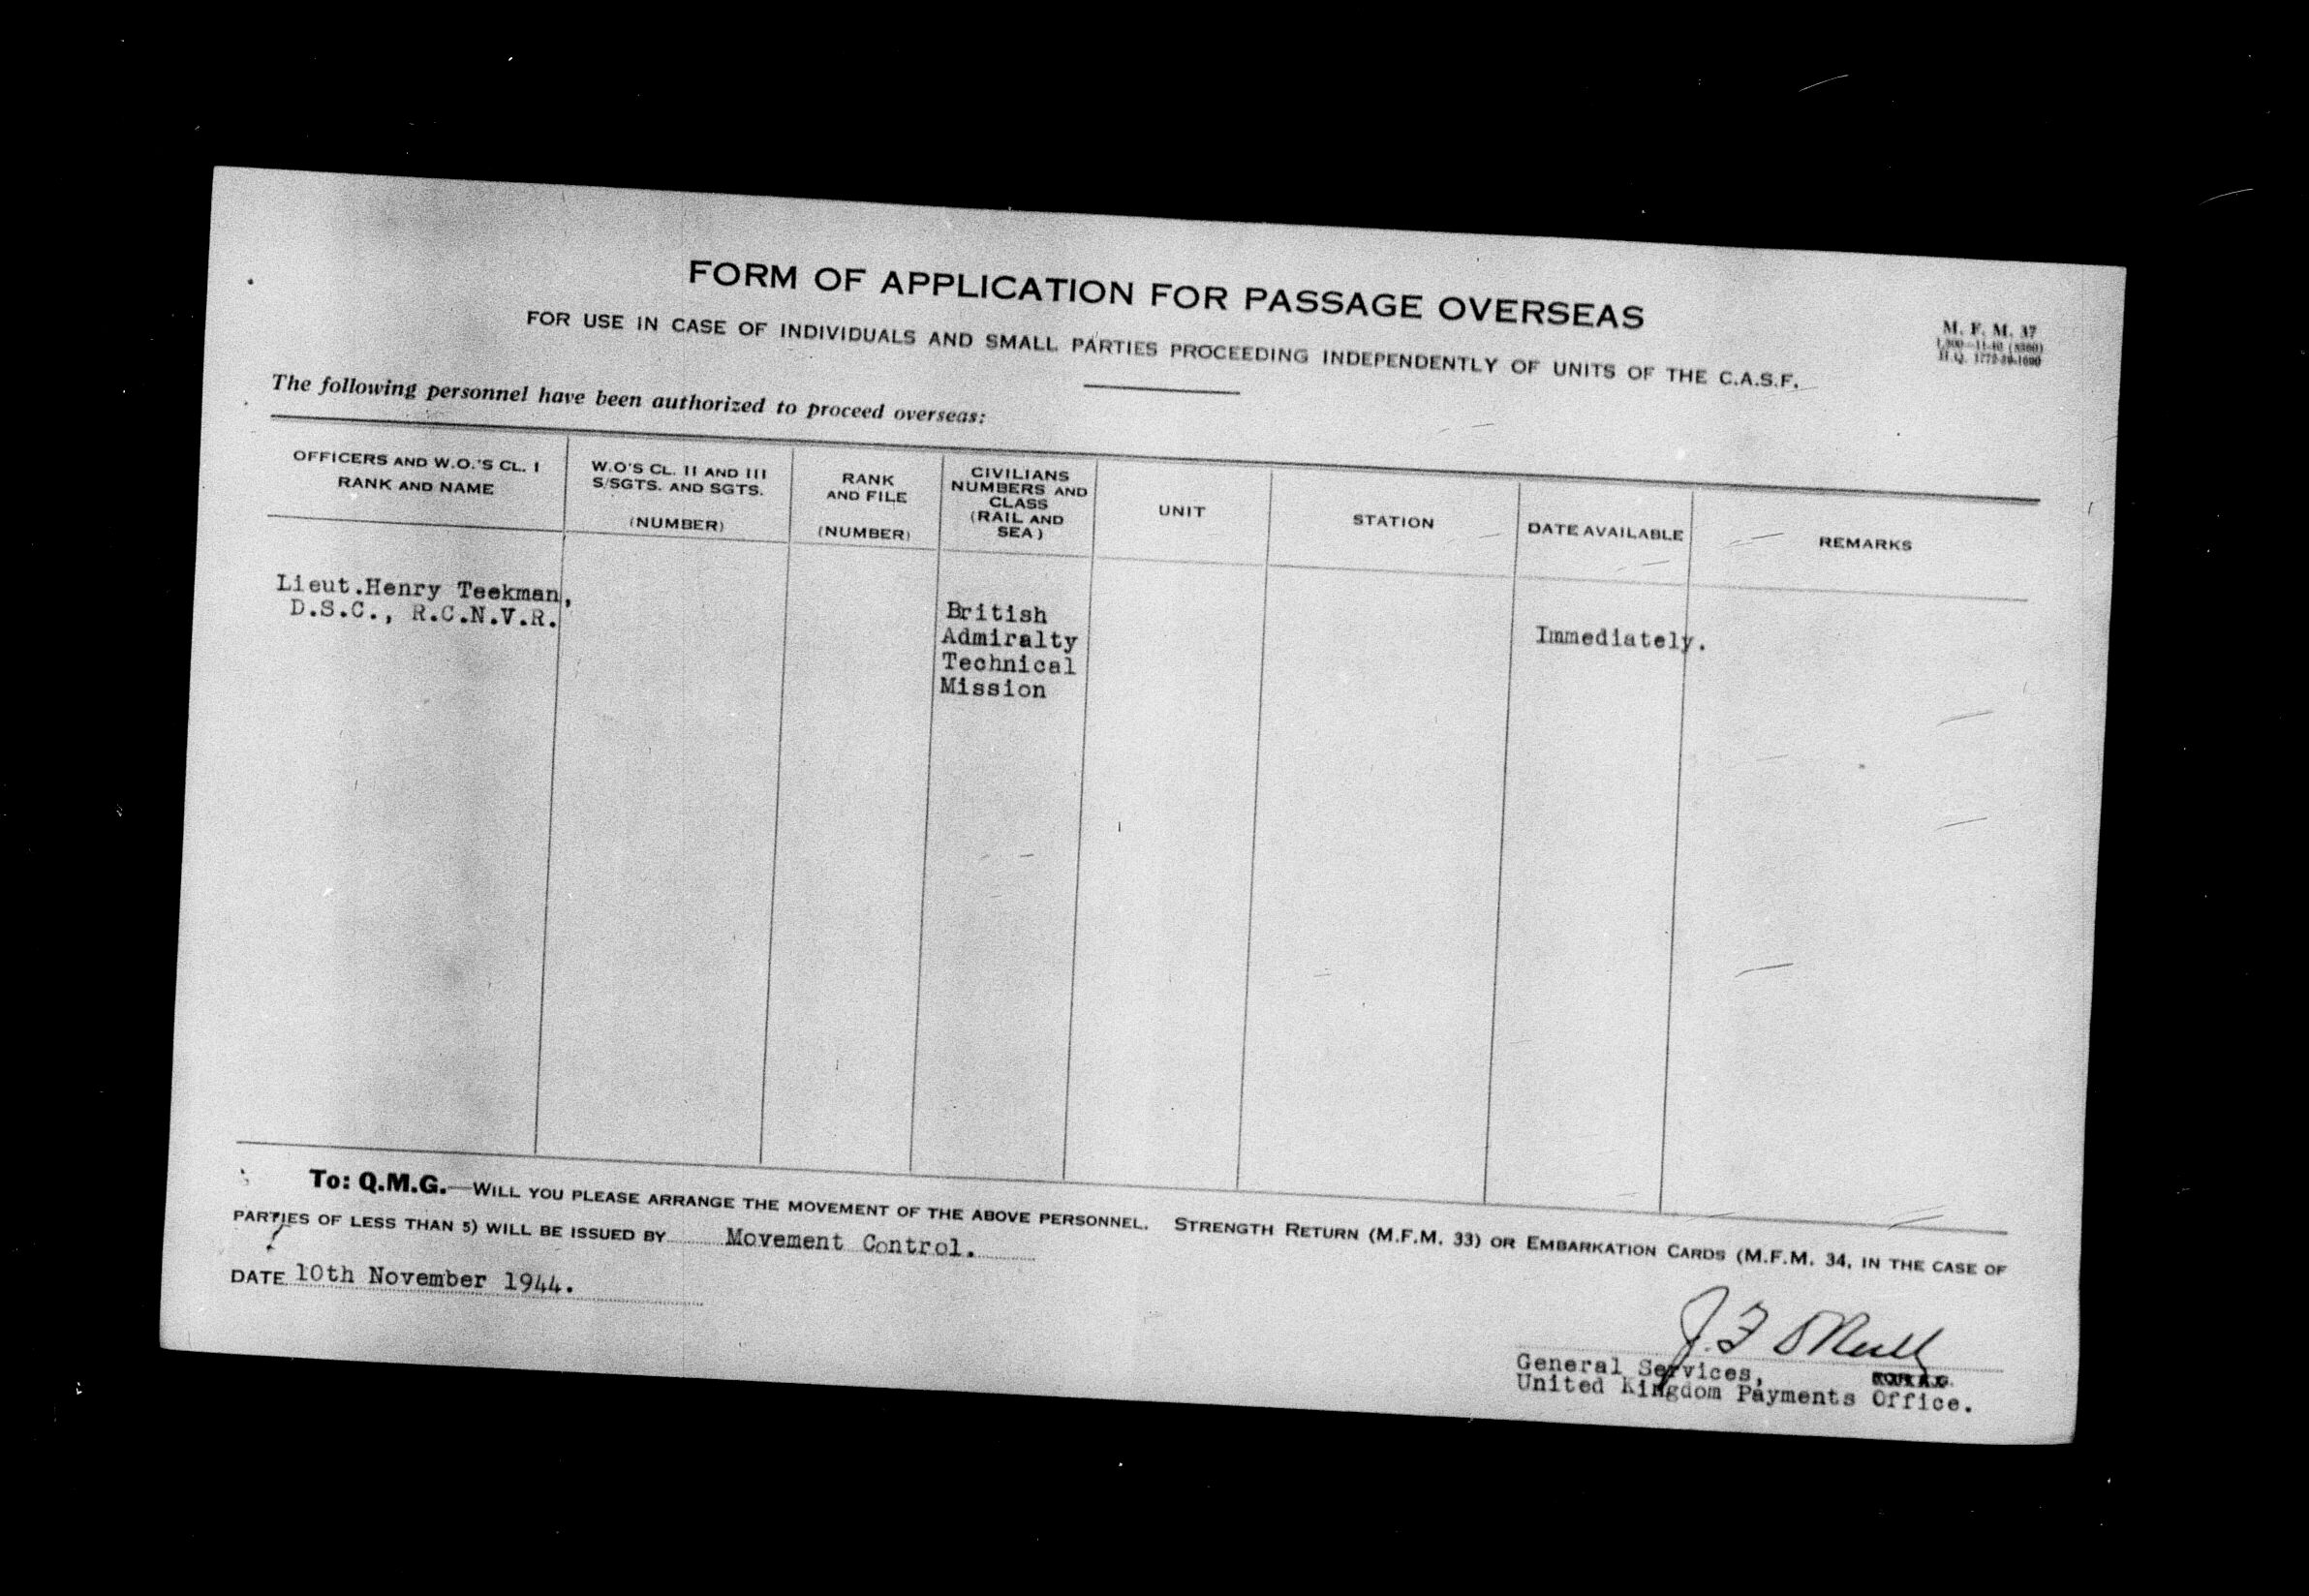 FORM OF APPLICATION FOR PASSAGE OVERSEAS
FOR USE IN CASE OF INDIVIDUALS AND SMALL PARTIES PROCEEDING INDEPENDENTLY OF UNITS OF THE C.A.S.F.
M. F. M. 37
H.Q. 1772-39-1090
The following personnel have been authorized to proceed overseas:
OFFICERS AND W.O.'S CL. I
RANK AND NAME
W.O'S CL. II AND III
S/SGTS. AND SGTS.
(NUMBER)
RANK
AND FILE
(NUMBER)
CIVILIANS
NUMBERS AND
CLASS
(RAIL AND
SEA)
UNIT
STATION
DATE AVAILABLE
REMARKS
Lieut.Henry Teekman,
D.S.C., R.C.N.V.R.
British
Admiralty
Technical
Mission
Immediately.
To: Q.M.G.—WILL YOU PLEASE ARRANGE THE MOVEMENT OF THE ABOVE PERSONNEL. STRENGTH RETURN (M.F.M. 33) OR EMBARKATION CARDS (M.F.M. 34, IN THE CASE OF
PARTIES OF LESS THAN 5) WILL BE ISSUED BY Movement Control.
DATE 10th November 1944.
J. F. O'Neill
General Services,
United Kingdom Payments Office.